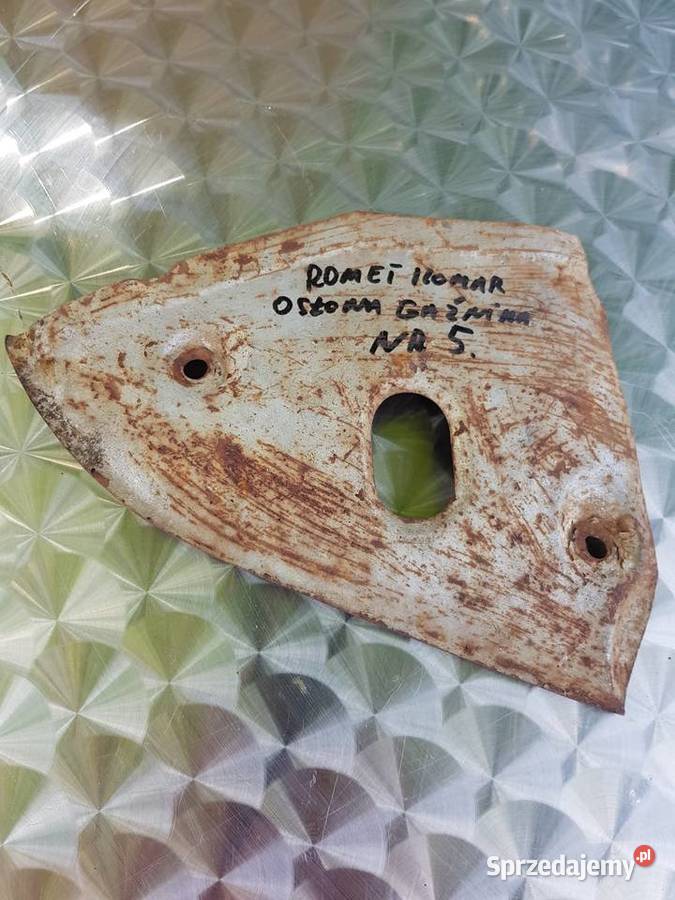 ROMET KOMAR
OSŁONA GAŹNIKA
NR 5.
Sprzedajemy.pl